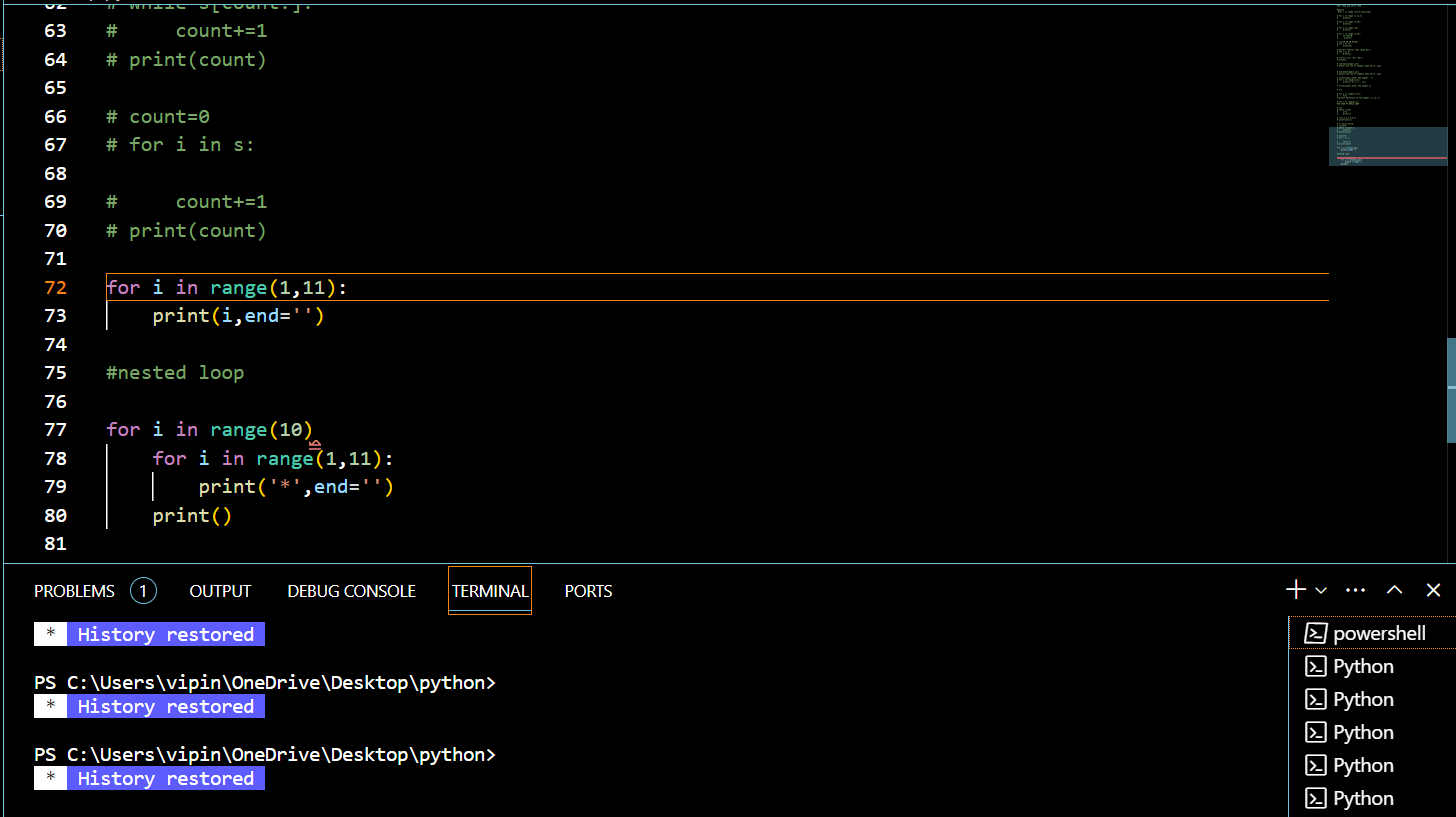 63 #     count+=1
64 # print(count)
65
66 # count=0
67 # for i in s:
68
69 #     count+=1
70 # print(count)
71
72 for i in range(1,11):
73     print(i,end='')
74
75 #nested loop
76
77 for i in range(10)
78     for i in range(1,11):
79         print('*',end='')
80     print()
81
PROBLEMS 1 OUTPUT DEBUG CONSOLE TERMINAL PORTS
* History restored
PS C:\Users\vipin\OneDrive\Desktop\python>
* History restored
PS C:\Users\vipin\OneDrive\Desktop\python>
* History restored
powershell
Python
Python
Python
Python
Python